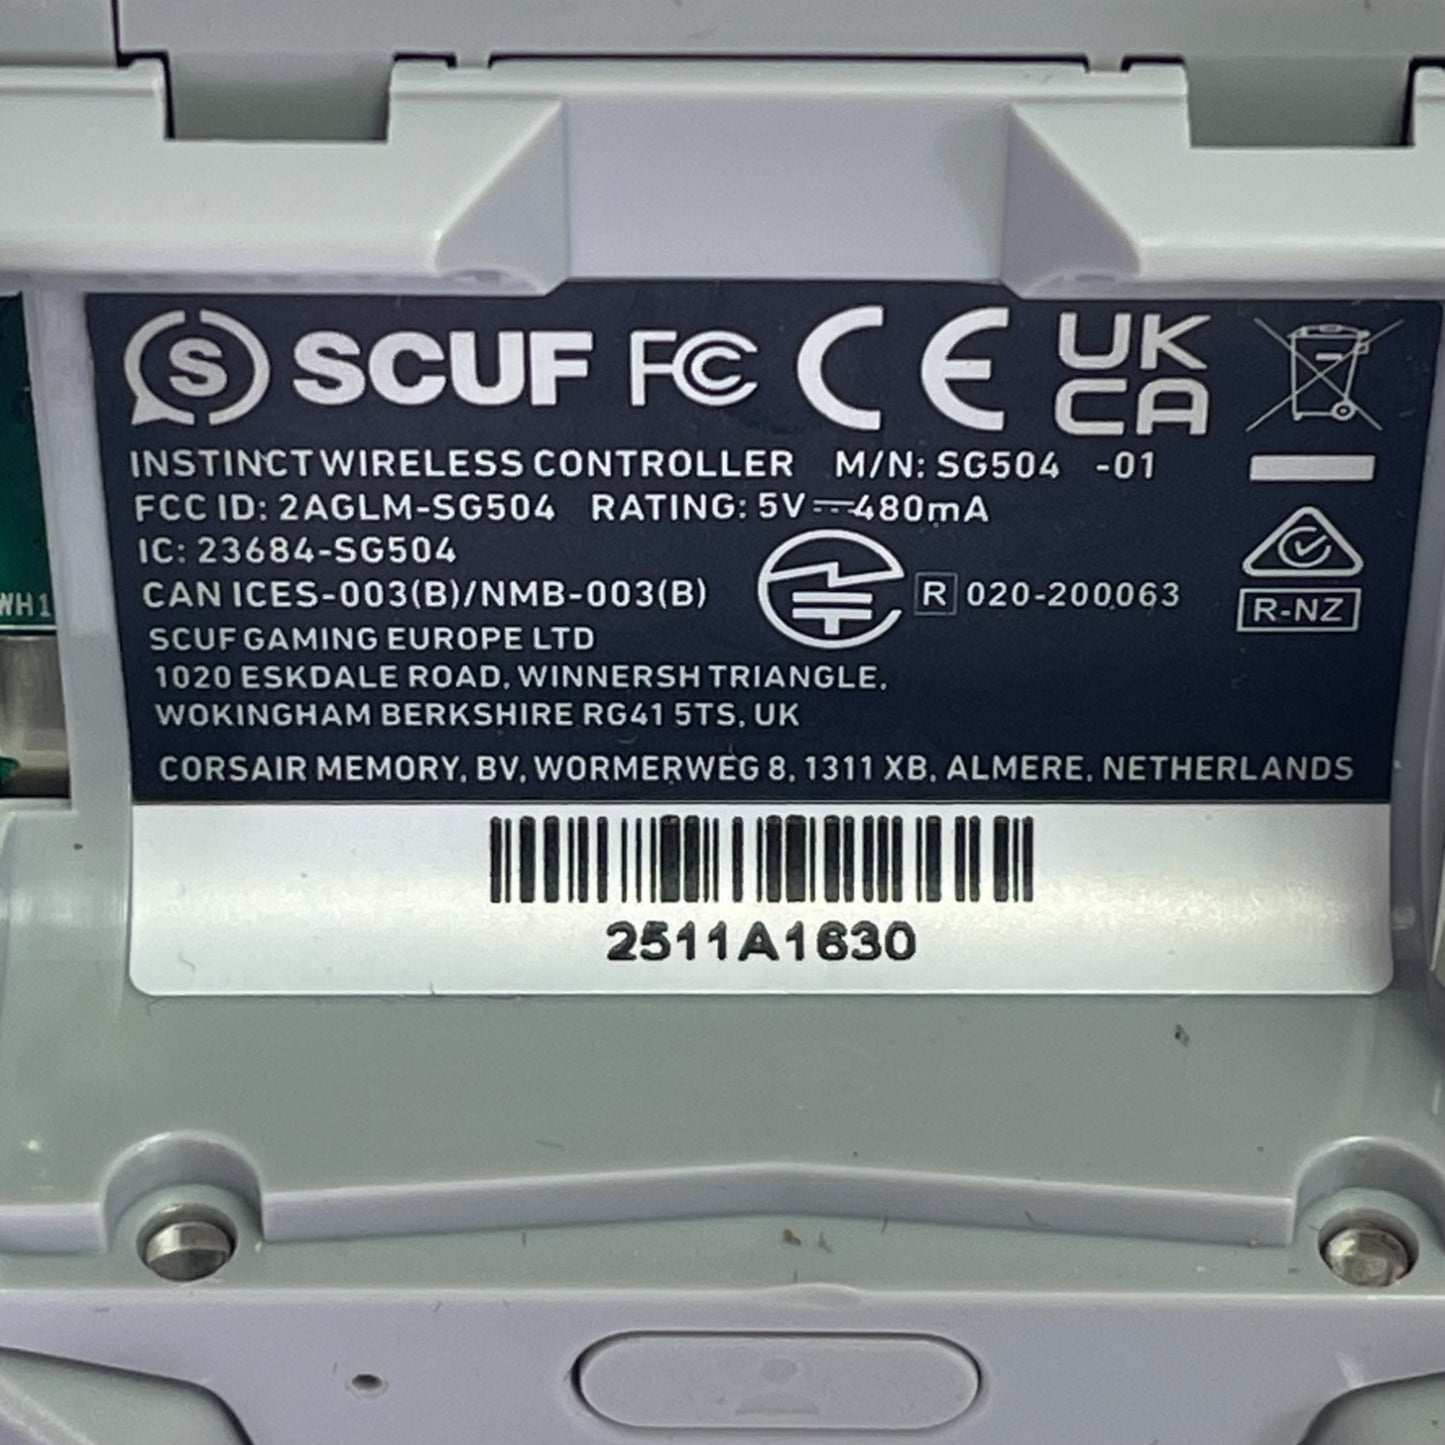 S SCUF FC CE UK CA
INSTINCT WIRELESS CONTROLLER M/N: SG504 -01
FCC ID: 2AGLM-SG504 RATING: 5V⎓480mA
IC: 23684-SG504
CAN ICES-003(B)/NMB-003(B)
R 020-200063
R-NZ
SCUF GAMING EUROPE LTD
1020 ESKDALE ROAD, WINNERSH TRIANGLE,
WOKINGHAM BERKSHIRE RG41 5TS, UK
CORSAIR MEMORY, BV, WORMERWEG 8, 1311 XB, ALMERE, NETHERLANDS
2511A1630
WH1